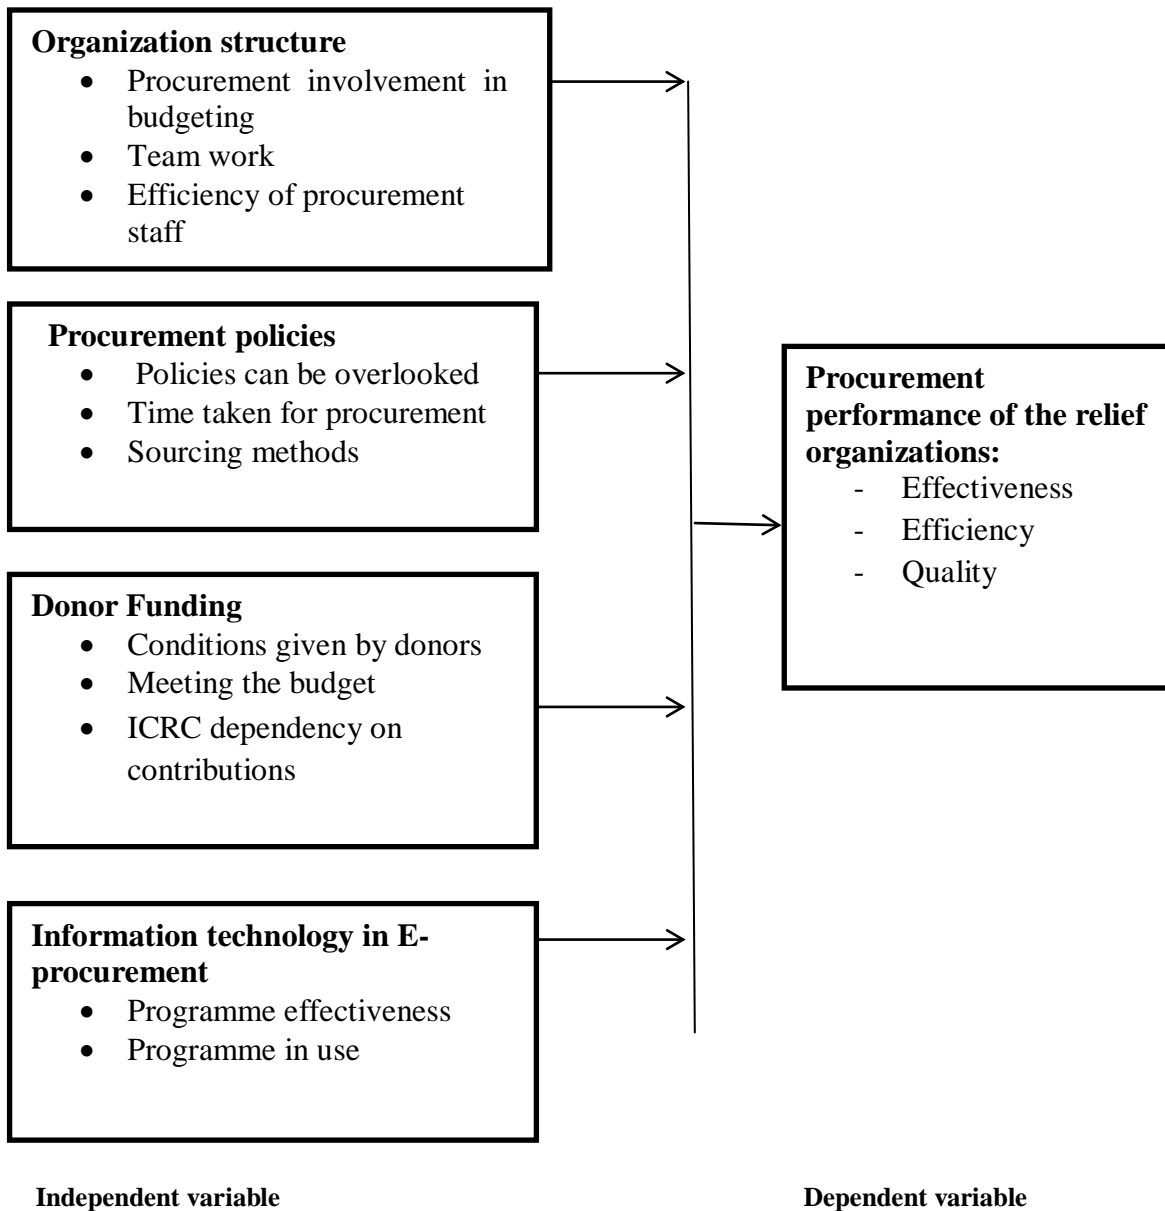 Organization structure
• Procurement involvement in
budgeting
• Team work
• Efficiency of procurement
staff
Procurement policies
• Policies can be overlooked
• Time taken for procurement
• Sourcing methods
Donor Funding
• Conditions given by donors
• Meeting the budget
• ICRC dependency on
contributions
Information technology in E-
procurement
• Programme effectiveness
• Programme in use
Procurement
performance of the relief
organizations:
- Effectiveness
- Efficiency
- Quality
Independent variable
Dependent variable